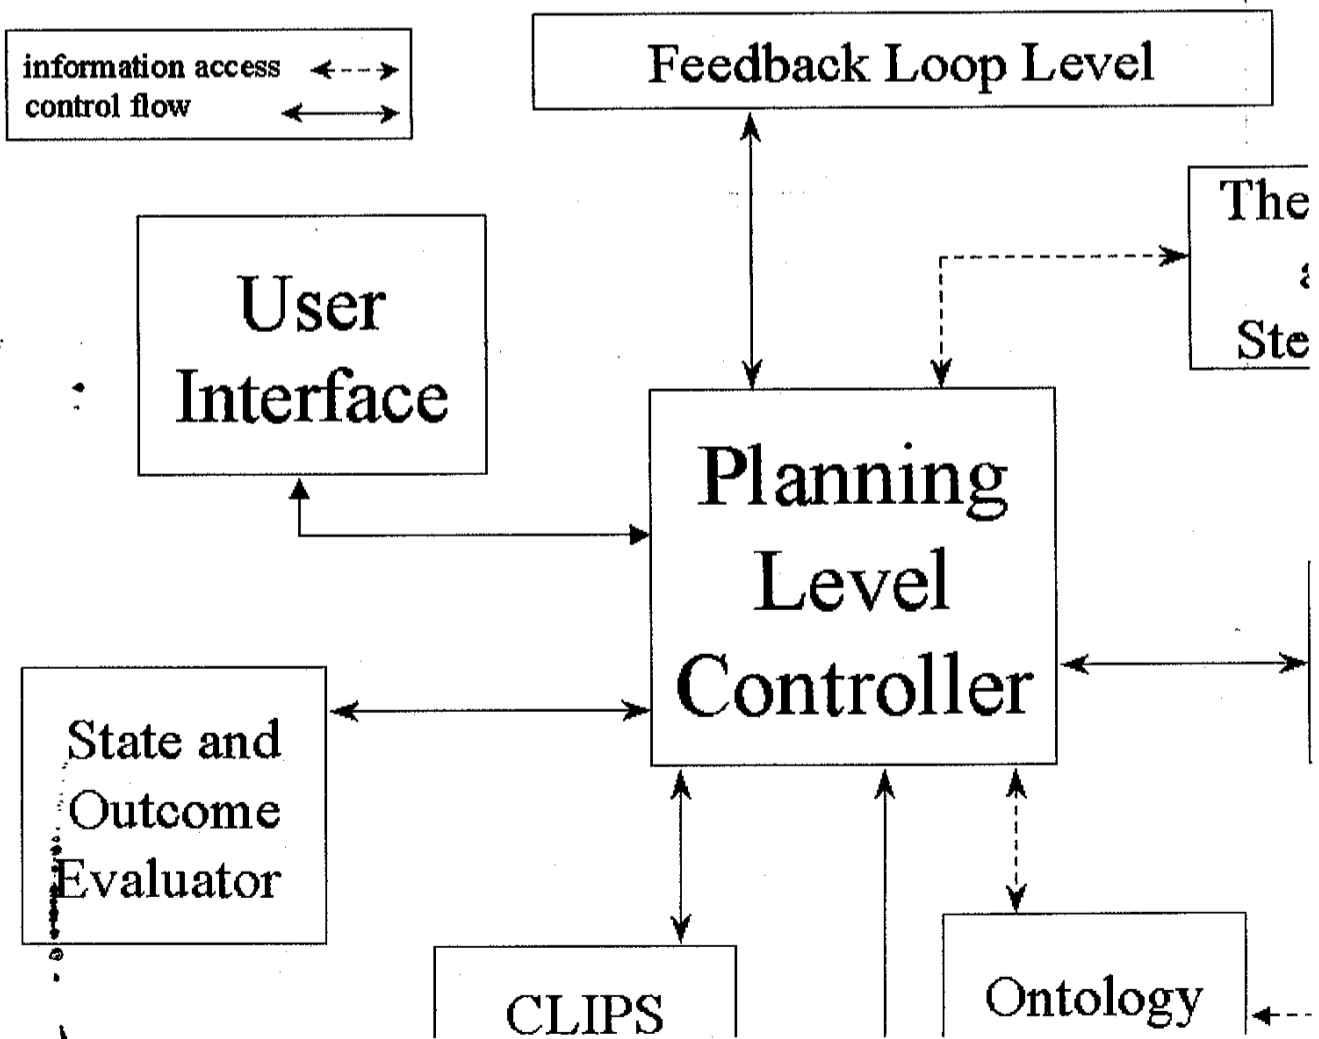 information access
control flow
Feedback Loop Level
The
Ste
User
Interface
Planning
Level
Controller
State and
Outcome
Evaluator
CLIPS
Ontology